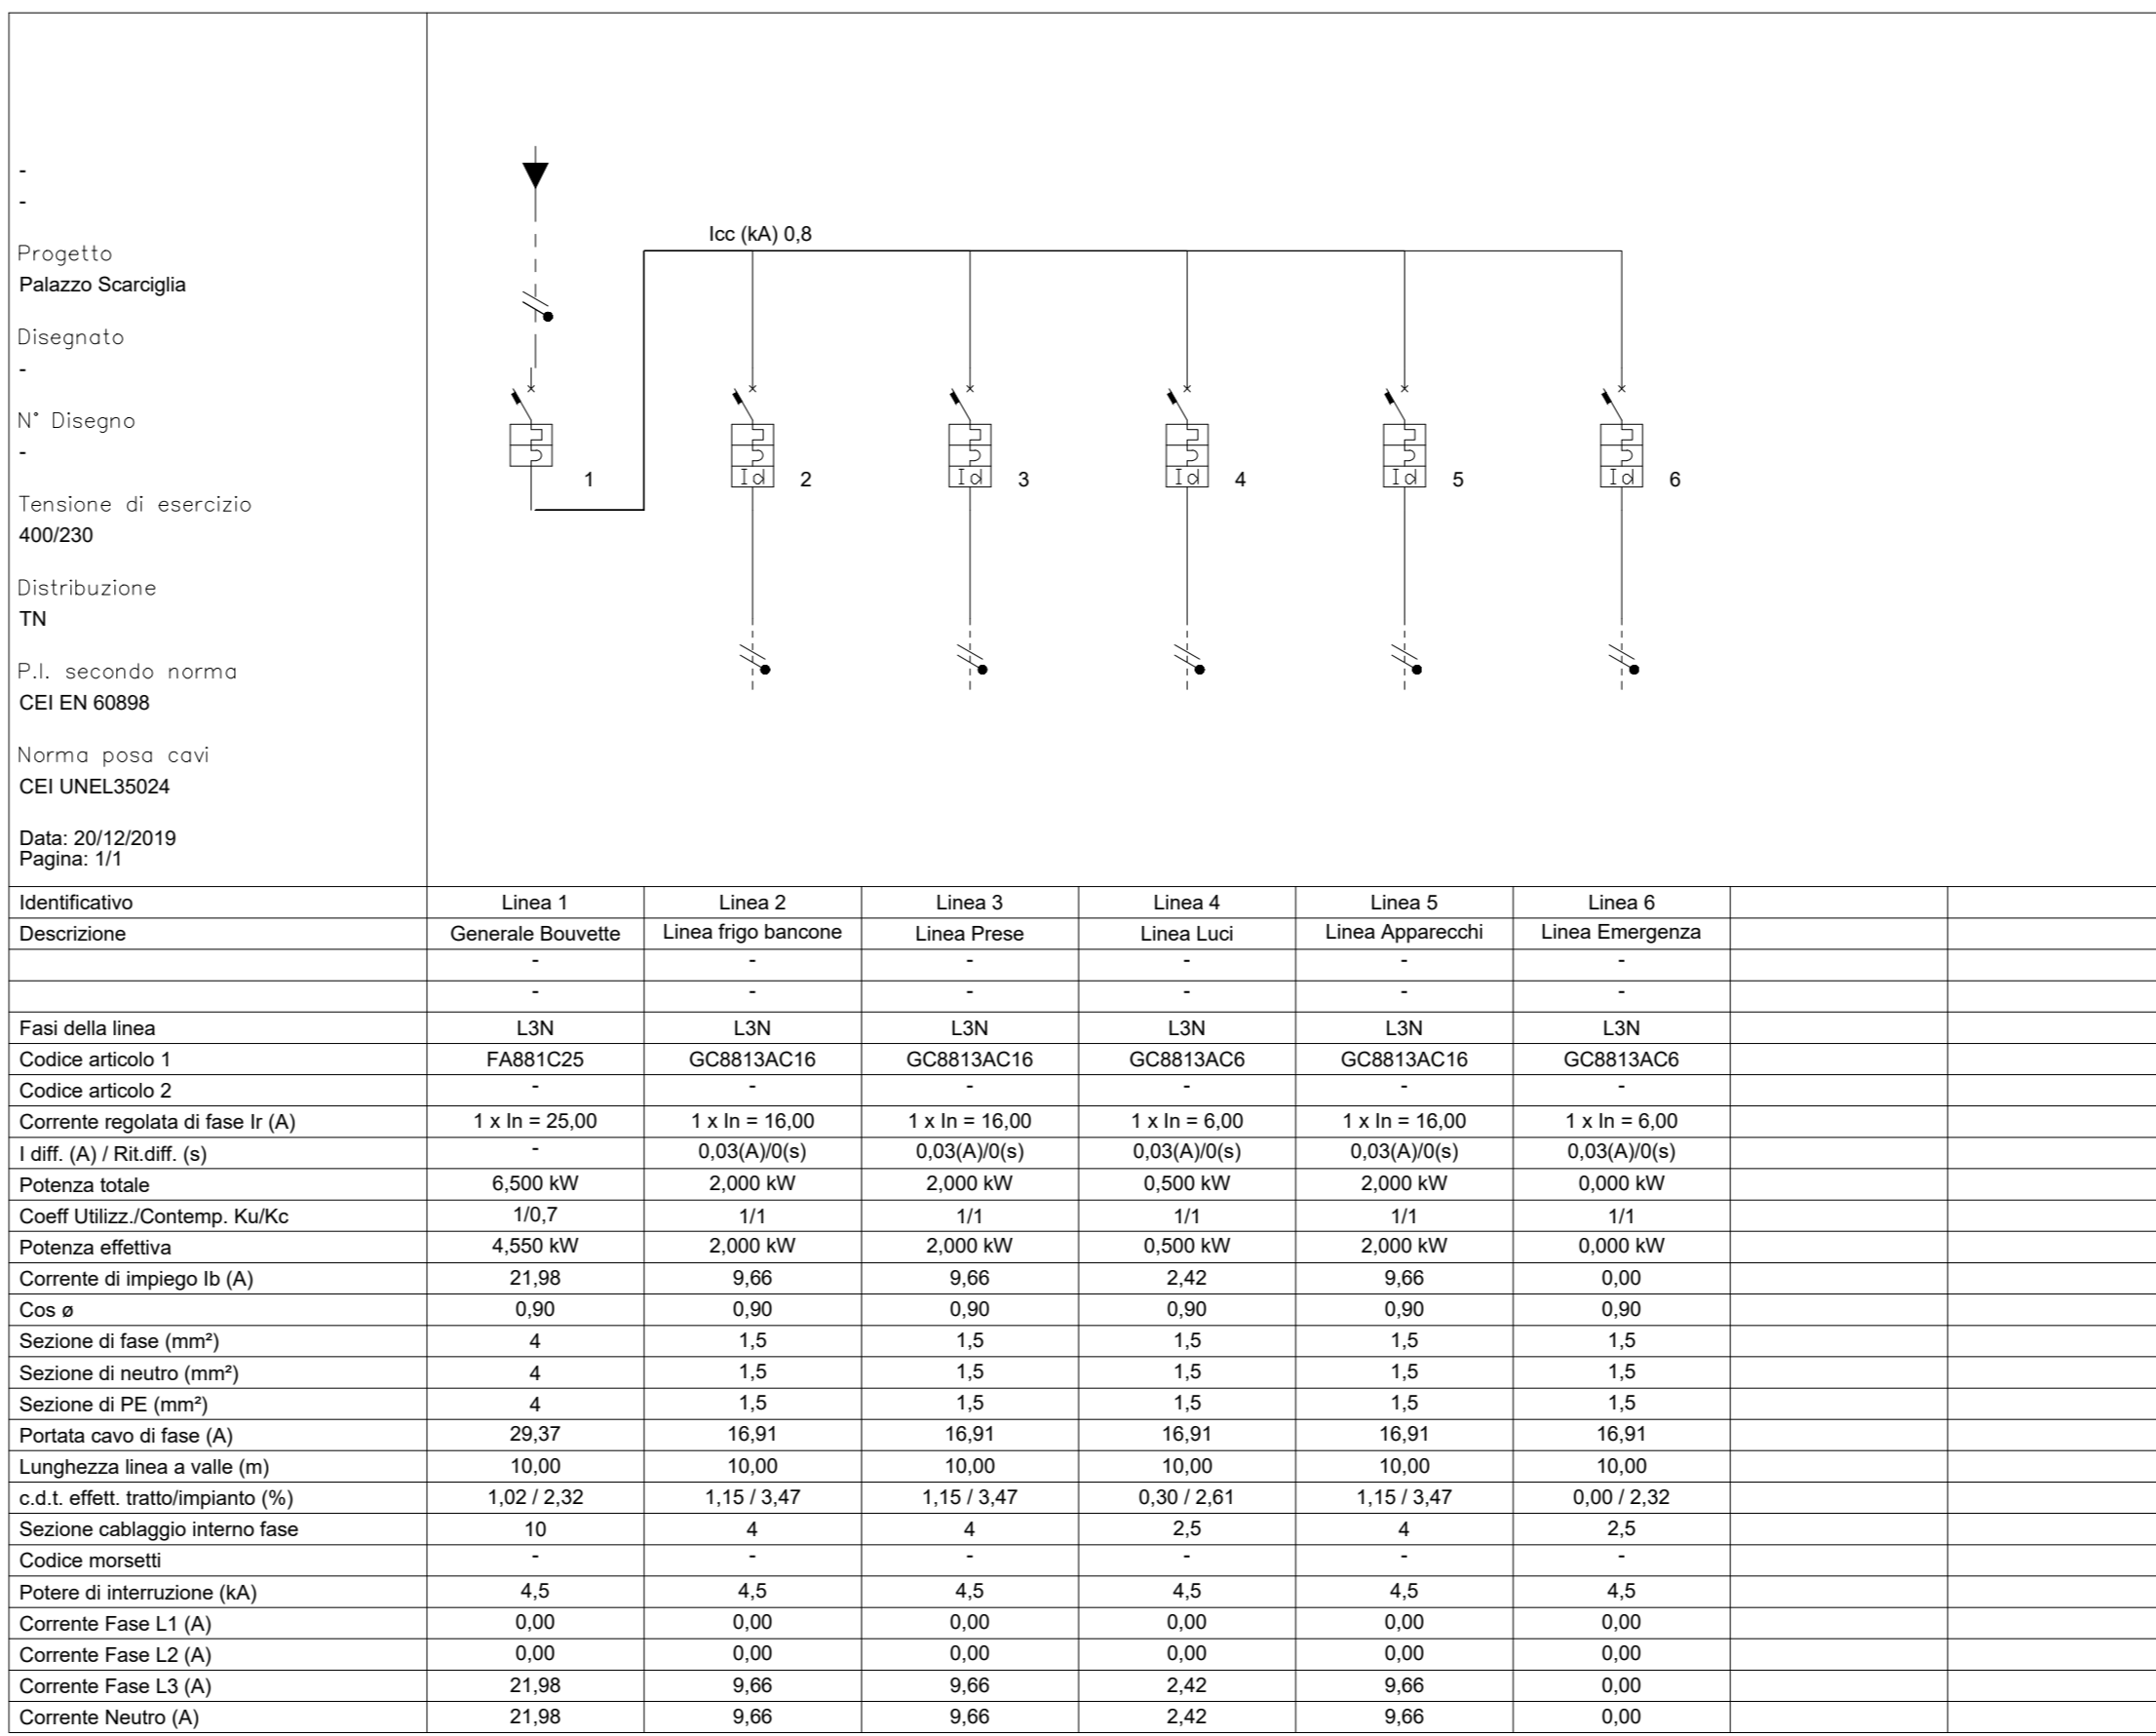 -
-
Progetto
Palazzo Scarciglia
Disegnato
-
N° Disegno
-
Tensione di esercizio
400/230
Distribuzione
TN
P.I. secondo norma
CEI EN 60898
Norma posa cavi
CEI UNEL35024
Data: 20/12/2019
Pagina: 1/1
Icc (kA) 0,8
1
Id 2
Id 3
Id 4
Id 5
Id 6
Identificativo Linea 1 Linea 2 Linea 3 Linea 4 Linea 5 Linea 6
Descrizione Generale Bouvette Linea frigo bancone Linea Prese Linea Luci Linea Apparecchi Linea Emergenza
- - - - - -
- - - - - -
Fasi della linea L3N L3N L3N L3N L3N L3N
Codice articolo 1 FA881C25 GC8813AC16 GC8813AC16 GC8813AC6 GC8813AC16 GC8813AC6
Codice articolo 2 - - - - - -
Corrente regolata di fase Ir (A) 1 x In = 25,00 1 x In = 16,00 1 x In = 16,00 1 x In = 6,00 1 x In = 16,00 1 x In = 6,00
I diff. (A) / Rit.diff. (s) - 0,03(A)/0(s) 0,03(A)/0(s) 0,03(A)/0(s) 0,03(A)/0(s) 0,03(A)/0(s)
Potenza totale 6,500 kW 2,000 kW 2,000 kW 0,500 kW 2,000 kW 0,000 kW
Coeff Utilizz./Contemp. Ku/Kc 1/0,7 1/1 1/1 1/1 1/1 1/1
Potenza effettiva 4,550 kW 2,000 kW 2,000 kW 0,500 kW 2,000 kW 0,000 kW
Corrente di impiego Ib (A) 21,98 9,66 9,66 2,42 9,66 0,00
Cos ø 0,90 0,90 0,90 0,90 0,90 0,90
Sezione di fase (mm²) 4 1,5 1,5 1,5 1,5 1,5
Sezione di neutro (mm²) 4 1,5 1,5 1,5 1,5 1,5
Sezione di PE (mm²) 4 1,5 1,5 1,5 1,5 1,5
Portata cavo di fase (A) 29,37 16,91 16,91 16,91 16,91 16,91
Lunghezza linea a valle (m) 10,00 10,00 10,00 10,00 10,00 10,00
c.d.t. effett. tratto/impianto (%) 1,02 / 2,32 1,15 / 3,47 1,15 / 3,47 0,30 / 2,61 1,15 / 3,47 0,00 / 2,32
Sezione cablaggio interno fase 10 4 4 2,5 4 2,5
Codice morsetti - - - - - -
Potere di interruzione (kA) 4,5 4,5 4,5 4,5 4,5 4,5
Corrente Fase L1 (A) 0,00 0,00 0,00 0,00 0,00 0,00
Corrente Fase L2 (A) 0,00 0,00 0,00 0,00 0,00 0,00
Corrente Fase L3 (A) 21,98 9,66 9,66 2,42 9,66 0,00
Corrente Neutro (A) 21,98 9,66 9,66 2,42 9,66 0,00